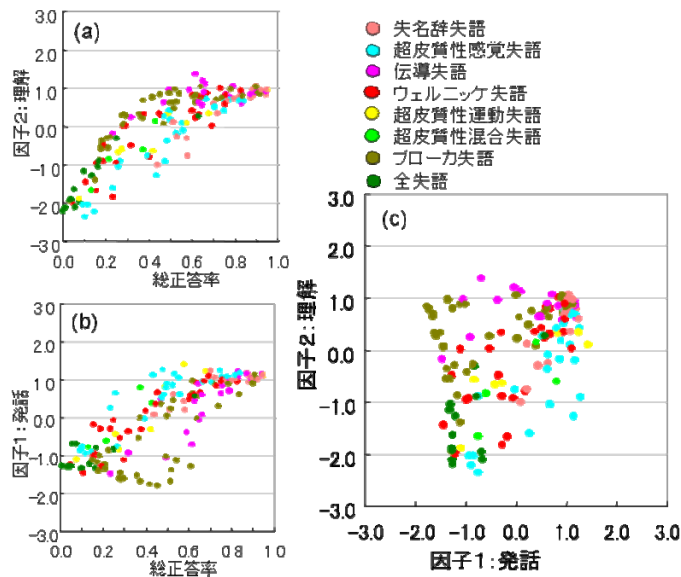 (a)
因子2:理解
3.0
2.0
1.0
0.0
-1.0
-2.0
-3.0
0.0 0.2 0.4 0.6 0.8 1.0
総正答率
失名辞失語
超皮質性感覚失語
伝導失語
ウェルニッケ失語
超皮質性運動失語
超皮質性混合失語
ブローカ失語
全失語
(b)
因子1:発話
3.0
2.0
1.0
0.0
-1.0
-2.0
-3.0
0.0 0.2 0.4 0.6 0.8 1.0
総正答率
(c)
因子2:理解
3.0
2.0
1.0
0.0
-1.0
-2.0
-3.0
-3.0 -2.0 -1.0 0.0 1.0 2.0 3.0
因子1:発話